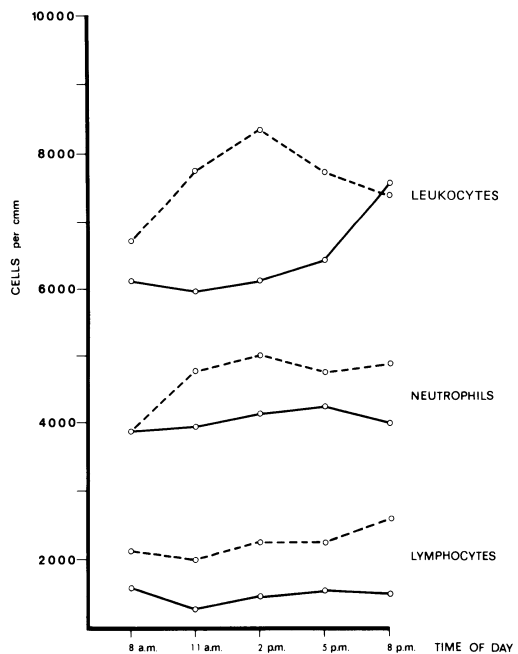 10000
8000
LEUKOCYTES
CELLS per cmm
6000
NEUTROPHILS
4000
LYMPHOCYTES
2000
8 a.m. 11 a.m. 2 p.m. 5 p.m. 8 p.m. TIME OF DAY